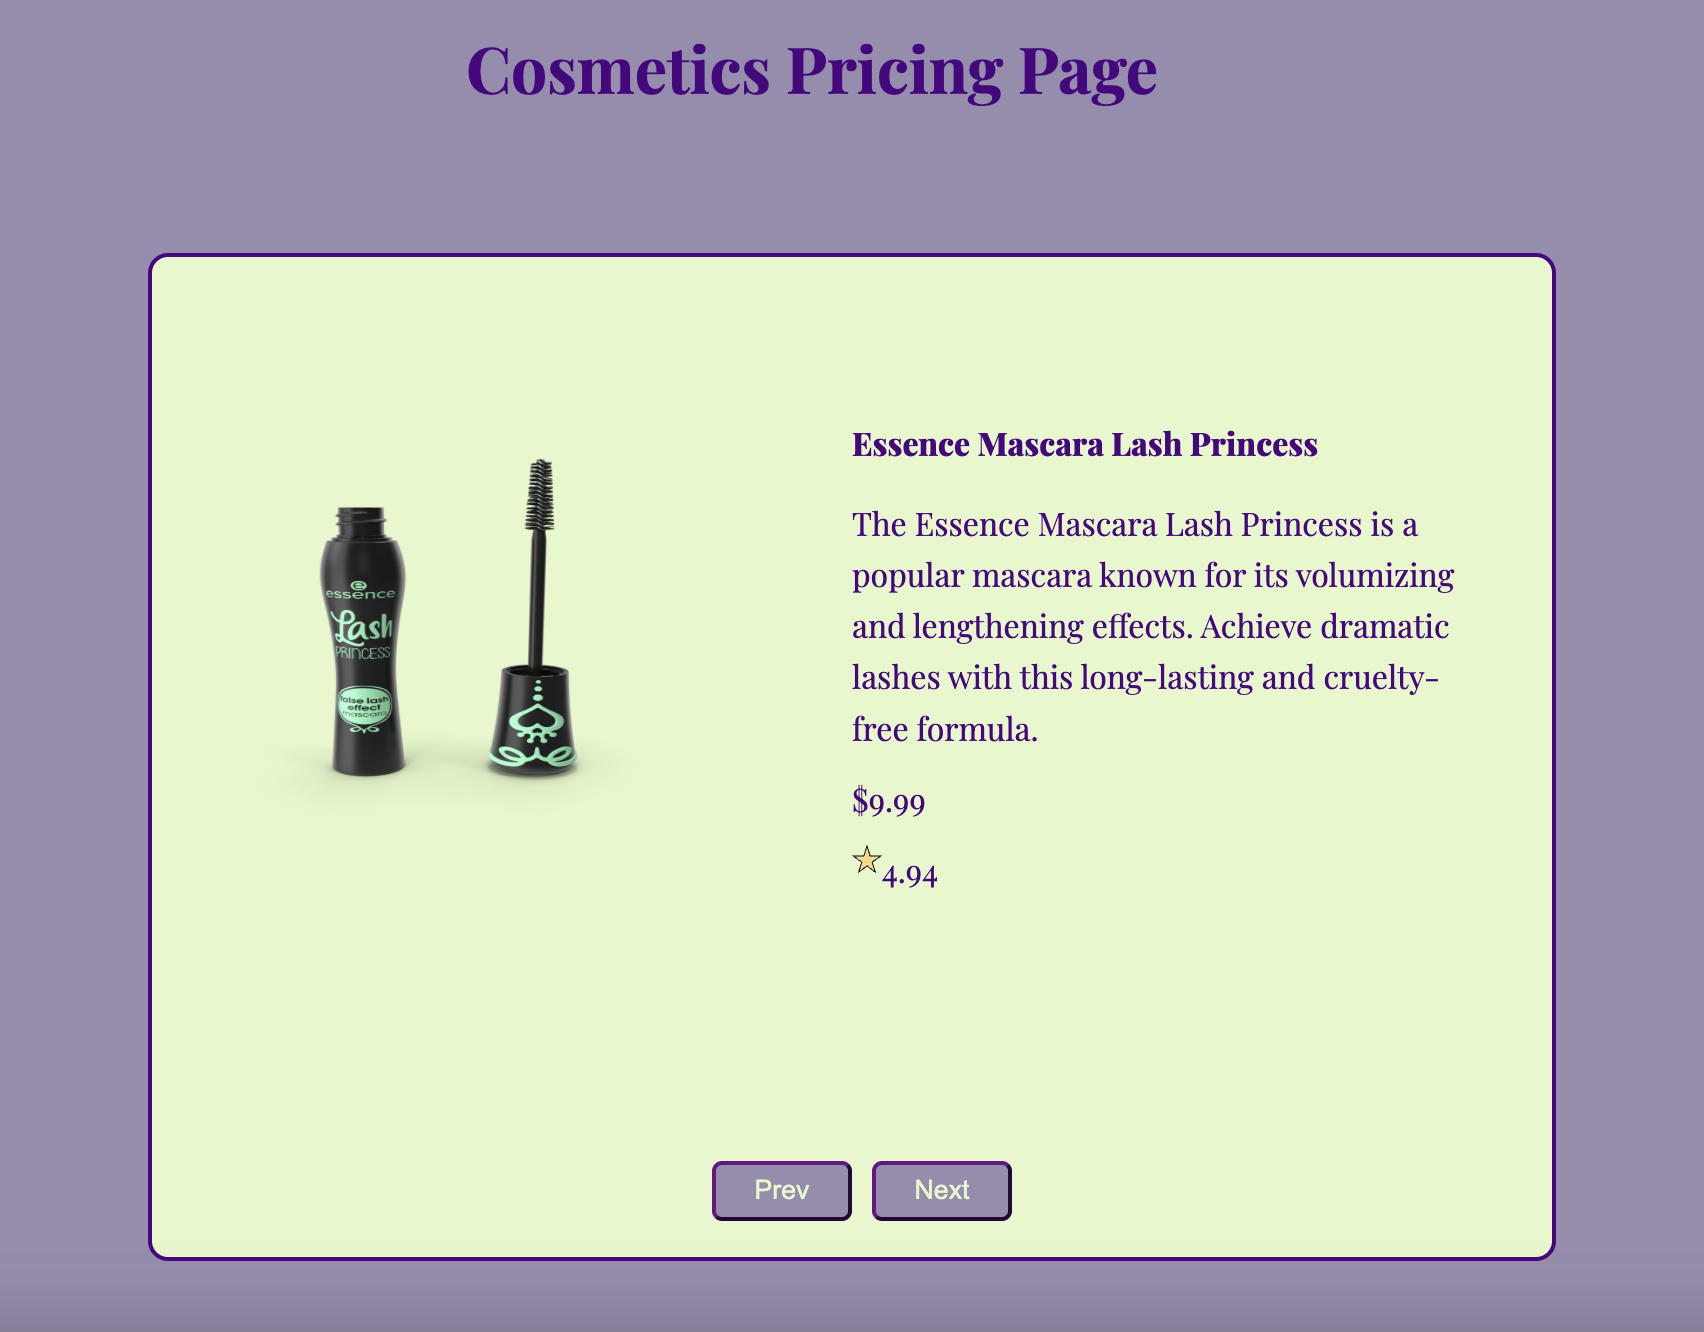 Cosmetics Pricing Page
essence
Lash
PRINCESS
false lash
effect
mascara
Essence Mascara Lash Princess
The Essence Mascara Lash Princess is a
popular mascara known for its volumizing
and lengthening effects. Achieve dramatic
lashes with this long-lasting and cruelty-
free formula.
$9.99
4.94
Prev Next